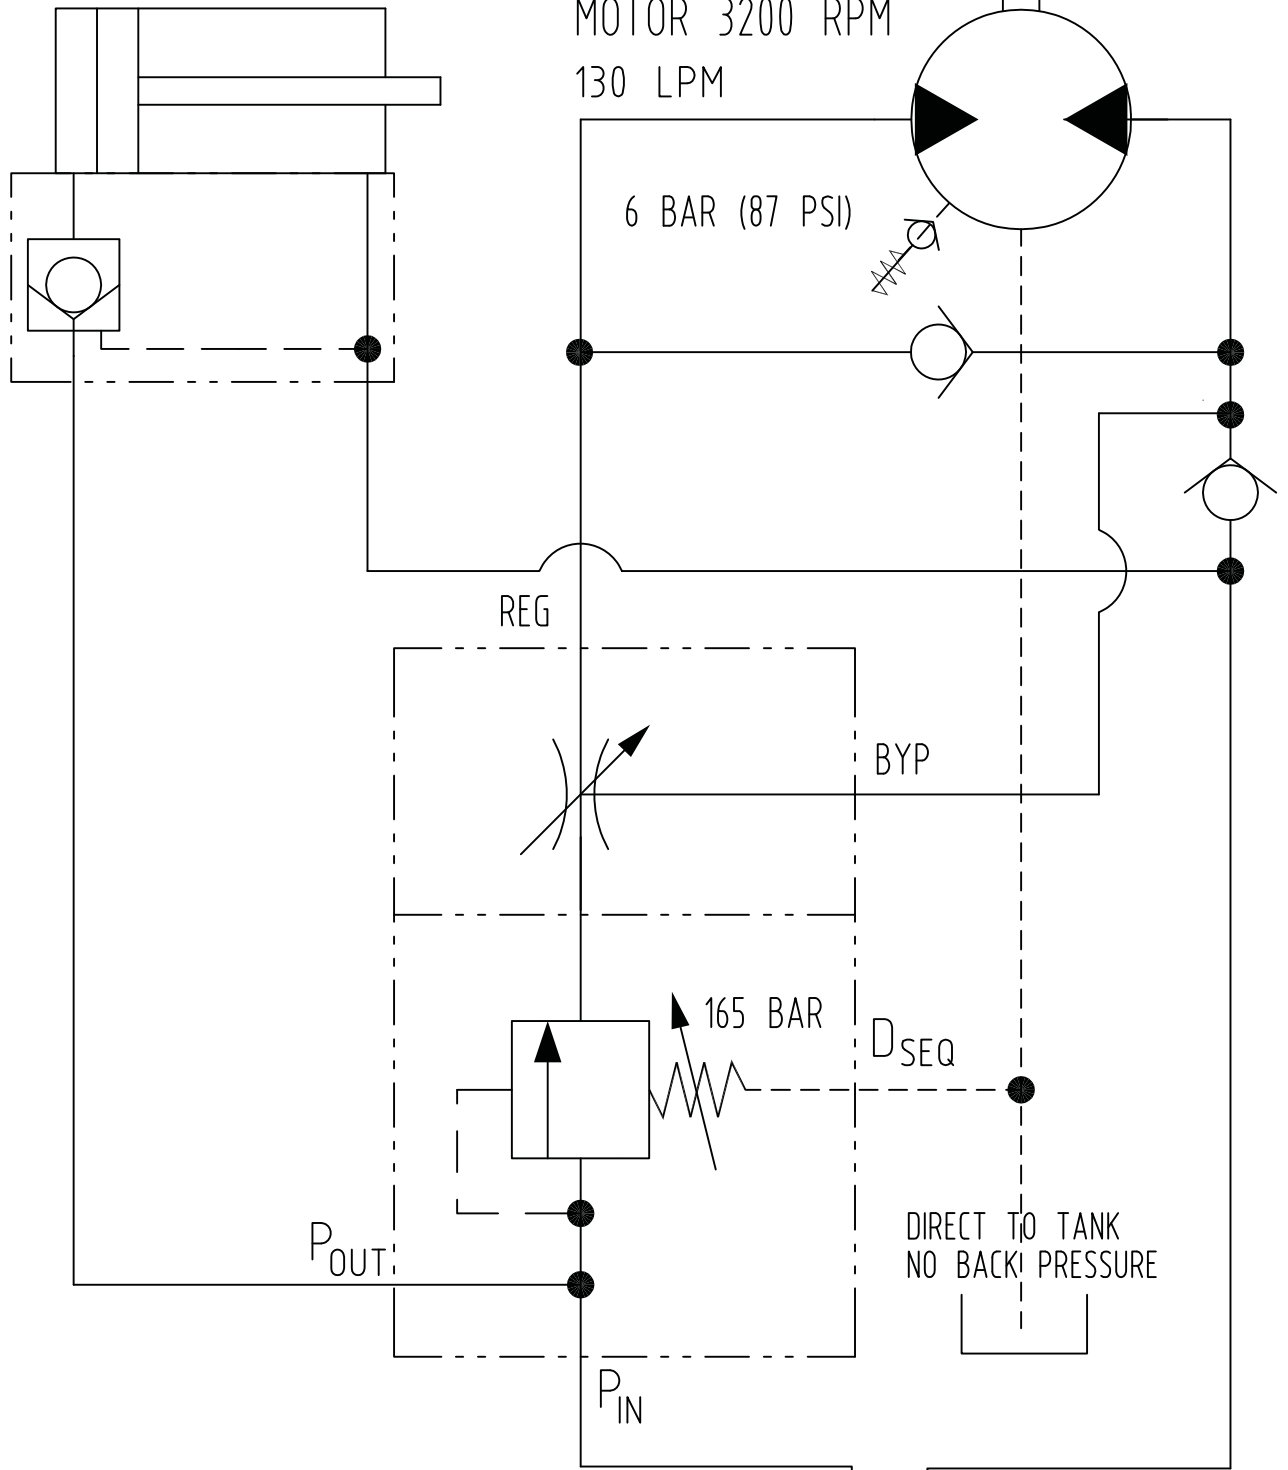 MOTOR 3200 RPM
130 LPM
6 BAR (87 PSI)
REG
BYP
165 BAR
DSEQ
DIRECT TO TANK
NO BACK PRESSURE
POUT
PIN